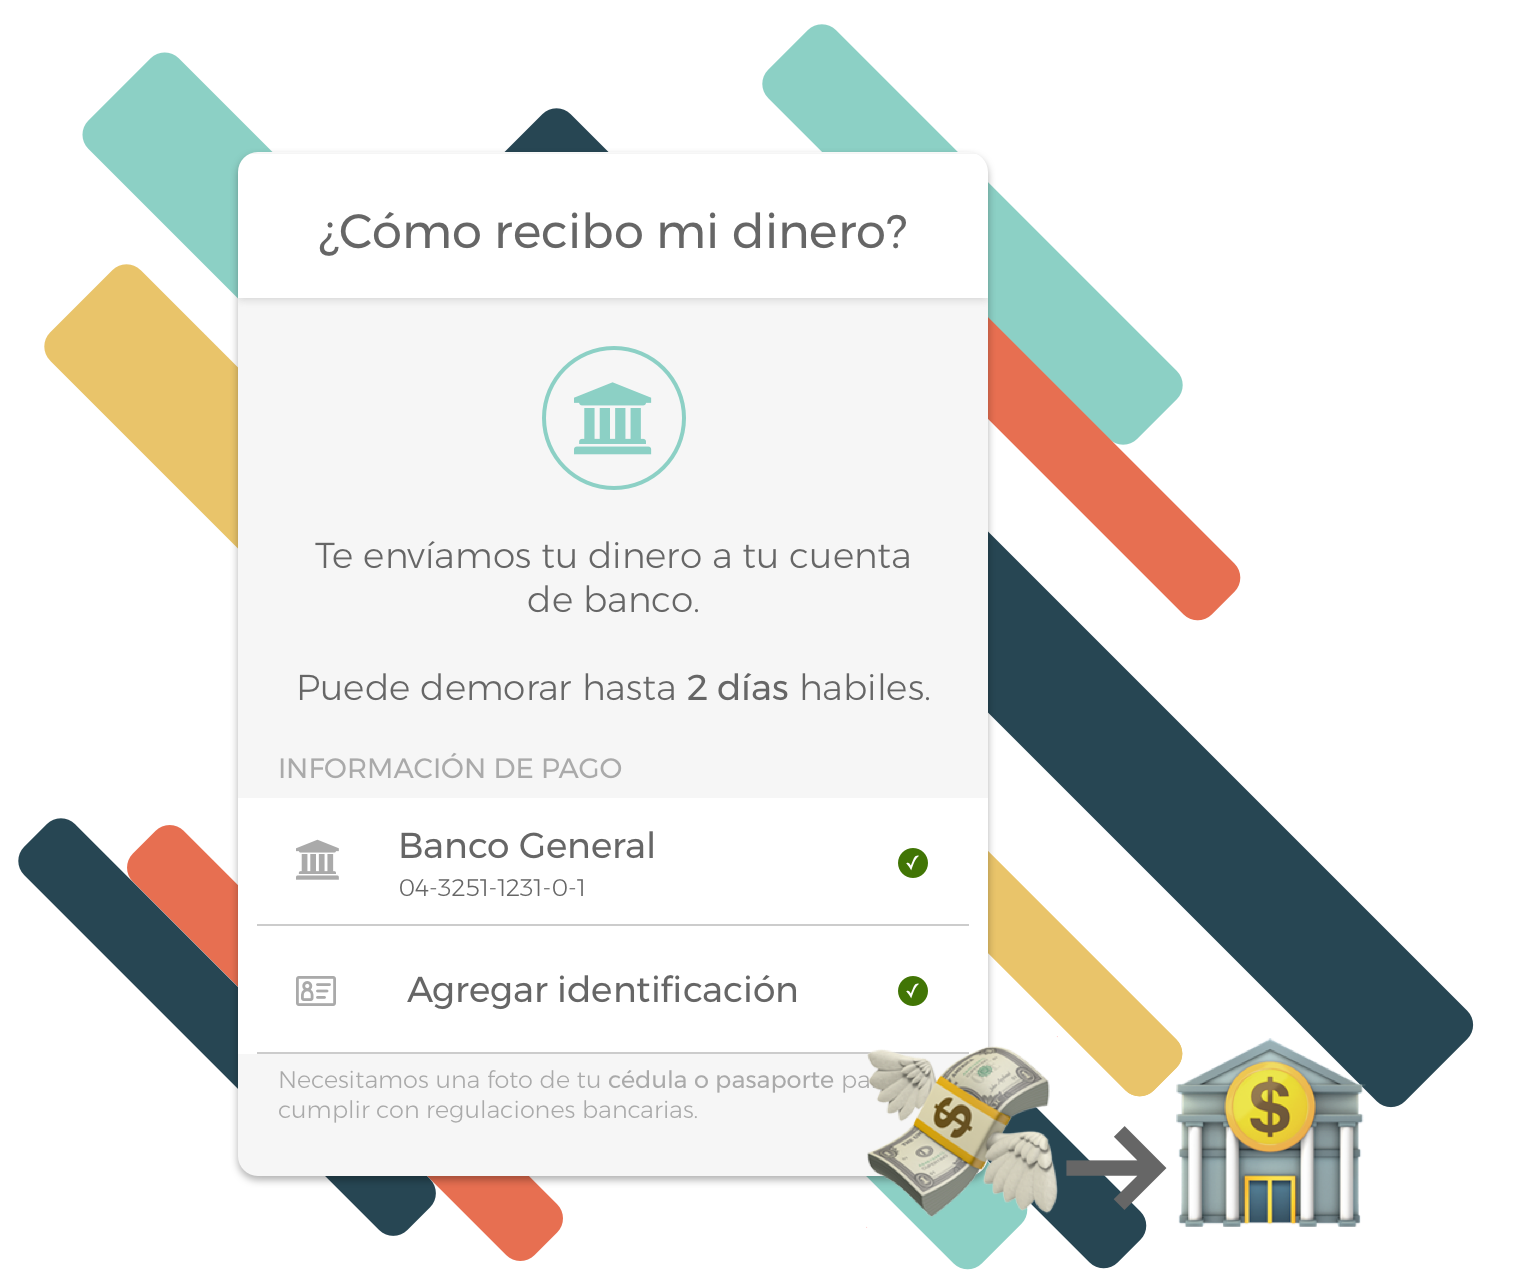 ¿Cómo recibo mi dinero?
Te envíamos tu dinero a tu cuenta
de banco.
Puede demorar hasta 2 días habiles.
INFORMACIÓN DE PAGO
Banco General
04-3251-1231-0-1
Agregar identificación
Necesitamos una foto de tu cédula o pasaporte pa
cumplir con regulaciones bancarias.